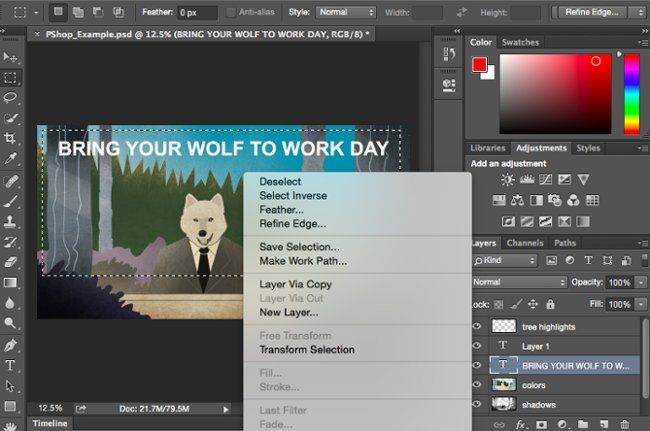 Feather: 0 px
Anti-alias
Style: Normal
Width:
Height:
Refine Edge...
PShop_Example.psd @ 12.5% (BRING YOUR WOLF TO WORK DAY, RGB/8) *
BRING YOUR WOLF TO WORK DAY
Deselect
Select Inverse
Feather...
Refine Edge...
Save Selection...
Make Work Path...
Layer Via Copy
Layer Via Cut
New Layer...
Free Transform
Transform Selection
Fill...
Stroke...
Last Filter
Fade...
12.5%
Doc: 21.7M/79.5M
Timeline
Color
Swatches
Libraries
Adjustments
Styles
Add an adjustment
Layers
Channels
Paths
Kind
Normal
Opacity: 100%
Lock:
Fill: 100%
tree highlights
T Layer 1
T BRING YOUR WOLF TO W...
colors
shadows
fx